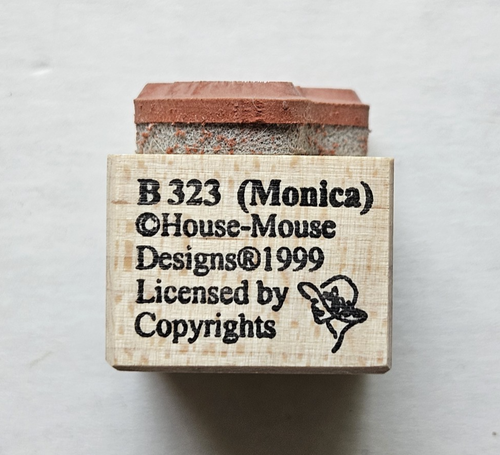 B 323 (Monica)
©House-Mouse
Designs®1999
Licensed by
Copyrights